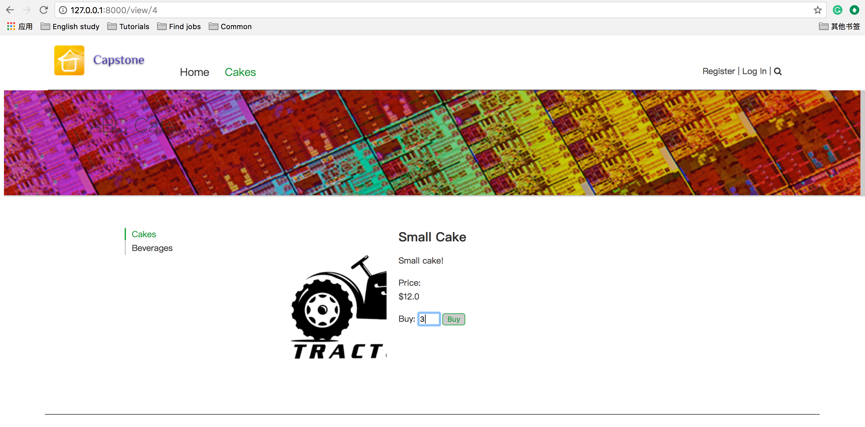 127.0.0.1:8000/view/4
应用 English study Tutorials Find jobs Common 其他书签
Capstone
Home Cakes
Register | Log In |
Cakes
Beverages
Small Cake
Small cake!
Price:
$12.0
Buy: 3 Buy
TRACT